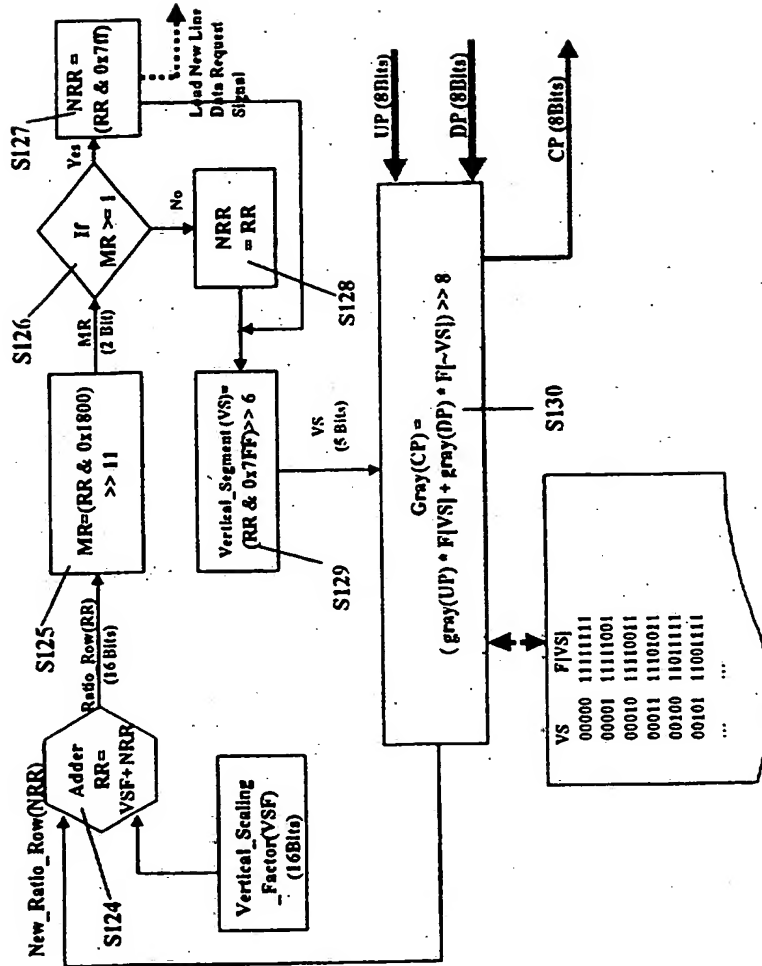 New_Ratio_Row(NRR)
Adder
RR=
VSF+NRR
S124
Vertical_Scaling
_Factor(VSF)
(16Bits)
Ratio_Row(RR)
(16Bits)
S125
MR=(RR & 0x1800)
>> 11
MR
(2 Bit)
S126
If
MR >= 1
Yes
No
S127
NRR =
(RR & 0x7ff)
Load New Line
Data Request
Signal
NRR
= RR
S128
Vertical_Segment (VS)=
(RR & 0x7FF)>> 6
S129
VS
(5 Bits)
Gray(CP)=
( gray(UP) * F[VS] + gray(DP) * F[~VS]) >> 8
S130
UP (8Bits)
DP (8Bits)
CP (8Bits)
VS F[VS]
00000 11111111
00001 11111001
00010 11110011
00011 11101011
00100 11011111
00101 11001111
... ...